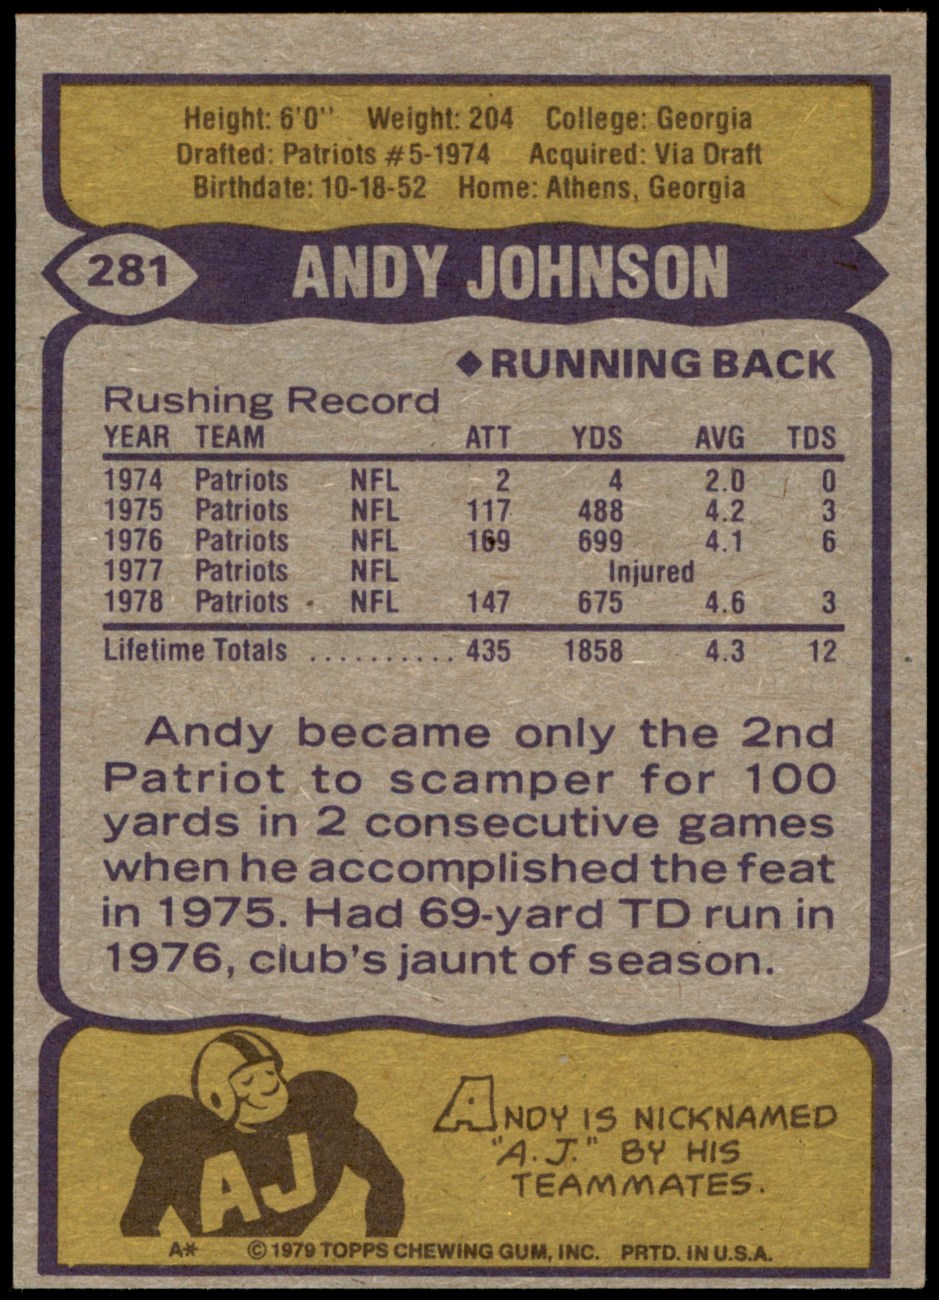 Height: 6'0'' Weight: 204 College: Georgia
Drafted: Patriots #5-1974 Acquired: Via Draft
Birthdate: 10-18-52 Home: Athens, Georgia
281 ANDY JOHNSON
◆RUNNING BACK
Rushing Record
YEAR TEAM ATT YDS AVG TDS
1974 Patriots NFL 2 4 2.0 0
1975 Patriots NFL 117 488 4.2 3
1976 Patriots NFL 169 699 4.1 6
1977 Patriots NFL Injured
1978 Patriots NFL 147 675 4.6 3
Lifetime Totals .......... 435 1858 4.3 12
Andy became only the 2nd
Patriot to scamper for 100
yards in 2 consecutive games
when he accomplished the feat
in 1975. Had 69-yard TD run in
1976, club's jaunt of season.
ANDY IS NICKNAMED
"A.J." BY HIS
TEAMMATES.
AJ
A* © 1979 TOPPS CHEWING GUM, INC. PRTD. IN U.S.A.